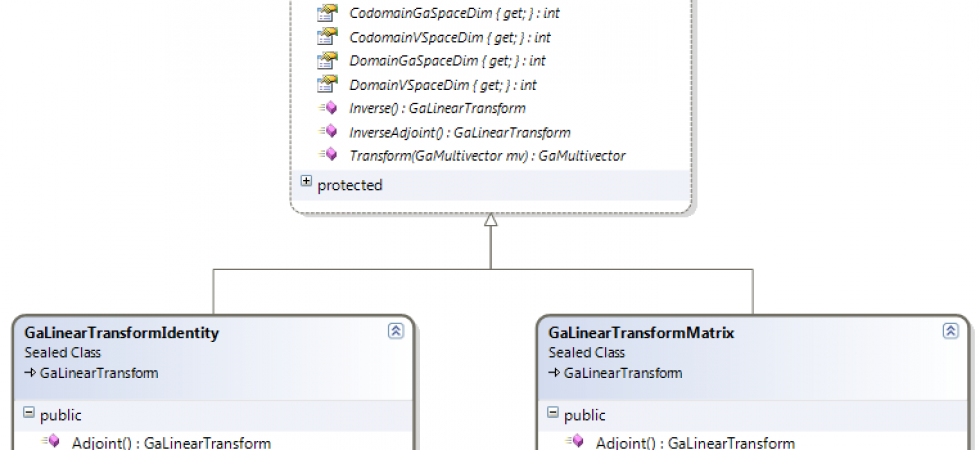 CodomainGaSpaceDim { get; } : int
CodomainVSpaceDim { get; } : int
DomainGaSpaceDim { get; } : int
DomainVSpaceDim { get; } : int
Inverse() : GaLinearTransform
InverseAdjoint() : GaLinearTransform
Transform(GaMultivector mv) : GaMultivector
protected
GaLinearTransformIdentity
Sealed Class
→ GaLinearTransform
public
Adjoint() : GaLinearTransform
GaLinearTransformMatrix
Sealed Class
→ GaLinearTransform
public
Adjoint() : GaLinearTransform